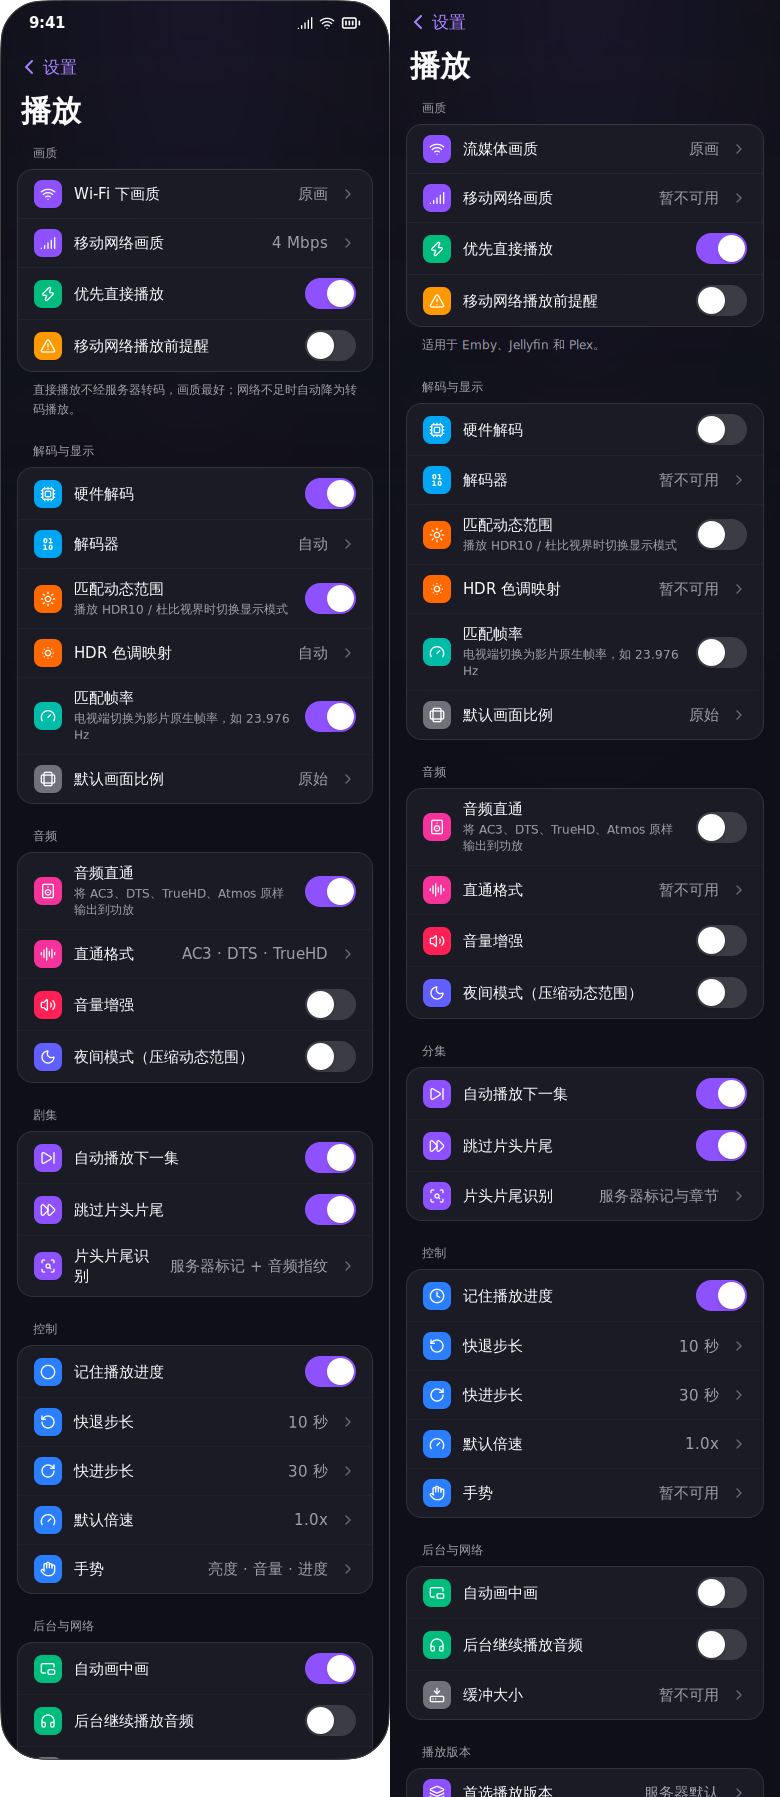 9:41
设置
播放
画质
Wi-Fi 下画质
原画
移动网络画质
4 Mbps
优先直接播放
移动网络播放前提醒
直接播放不经服务器转码，画质最好；网络不足时自动降为转
码播放。
解码与显示
硬件解码
解码器
自动
匹配动态范围
播放 HDR10 / 杜比视界时切换显示模式
HDR 色调映射
自动
匹配帧率
电视端切换为影片原生帧率，如 23.976
Hz
默认画面比例
原始
音频
音频直通
将 AC3、DTS、TrueHD、Atmos 原样
输出到功放
直通格式
AC3 · DTS · TrueHD
音量增强
夜间模式（压缩动态范围）
剧集
自动播放下一集
跳过片头片尾
片头片尾识
别
服务器标记 + 音频指纹
控制
记住播放进度
快退步长
10 秒
快进步长
30 秒
默认倍速
1.0x
手势
亮度 · 音量 · 进度
后台与网络
自动画中画
后台继续播放音频
设置
播放
画质
流媒体画质
原画
移动网络画质
暂不可用
优先直接播放
移动网络播放前提醒
适用于 Emby、Jellyfin 和 Plex。
解码与显示
硬件解码
解码器
暂不可用
匹配动态范围
播放 HDR10 / 杜比视界时切换显示模式
HDR 色调映射
暂不可用
匹配帧率
电视端切换为影片原生帧率，如 23.976
Hz
默认画面比例
原始
音频
音频直通
将 AC3、DTS、TrueHD、Atmos 原样
输出到功放
直通格式
暂不可用
音量增强
夜间模式（压缩动态范围）
分集
自动播放下一集
跳过片头片尾
片头片尾识别
服务器标记与章节
控制
记住播放进度
快退步长
10 秒
快进步长
30 秒
默认倍速
1.0x
手势
暂不可用
后台与网络
自动画中画
后台继续播放音频
缓冲大小
暂不可用
播放版本
首选播放版本
服务器默认